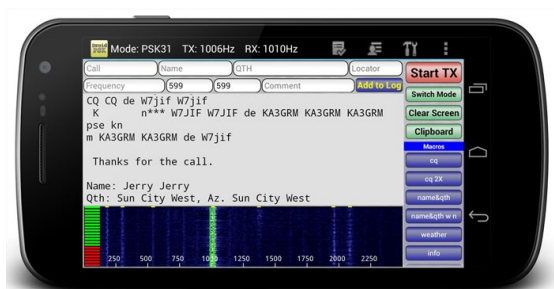 Mode: PSK31 TX: 1006Hz RX: 1010Hz
Call Name QTH Locator
Start TX
Frequency 599 599 Comment Add to Log
Switch Mode
CQ CQ de W7jif W7jif
K n*** W7JIF W7JIF de KA3GRM KA3GRM
pse kn
m KA3GRM KA3GRM de W7jif
Thanks for the call.
Name: Jerry Jerry
Qth: Sun City West, Az. Sun City West
Clear Screen
Clipboard
Macros
cq
cq 2X
name&qth
name&qth w n
weather
info
250 500 750 1000 1250 1500 1750 2000 2250